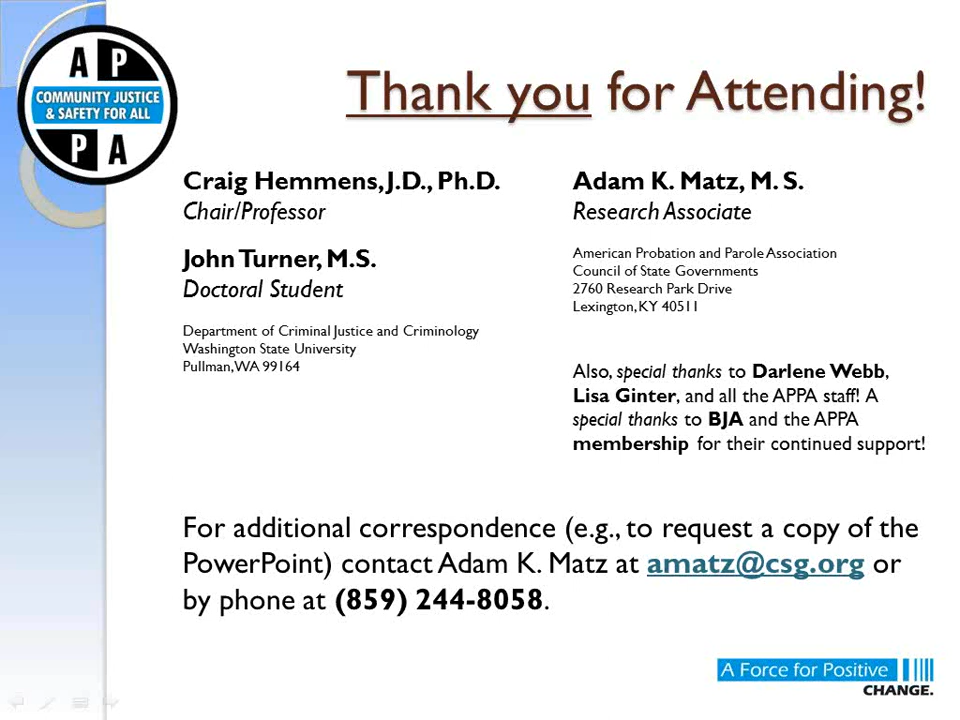 A P
COMMUNITY JUSTICE
& SAFETY FOR ALL
P A
Thank you for Attending!
Craig Hemmens, J.D., Ph.D.
Chair/Professor
John Turner, M.S.
Doctoral Student
Department of Criminal Justice and Criminology
Washington State University
Pullman, WA 99164
Adam K. Matz, M. S.
Research Associate
American Probation and Parole Association
Council of State Governments
2760 Research Park Drive
Lexington, KY 40511
Also, special thanks to Darlene Webb,
Lisa Ginter, and all the APPA staff! A
special thanks to BJA and the APPA
membership for their continued support!
For additional correspondence (e.g., to request a copy of the
PowerPoint) contact Adam K. Matz at amatz@csg.org or
by phone at (859) 244-8058.
A Force for Positive
CHANGE.